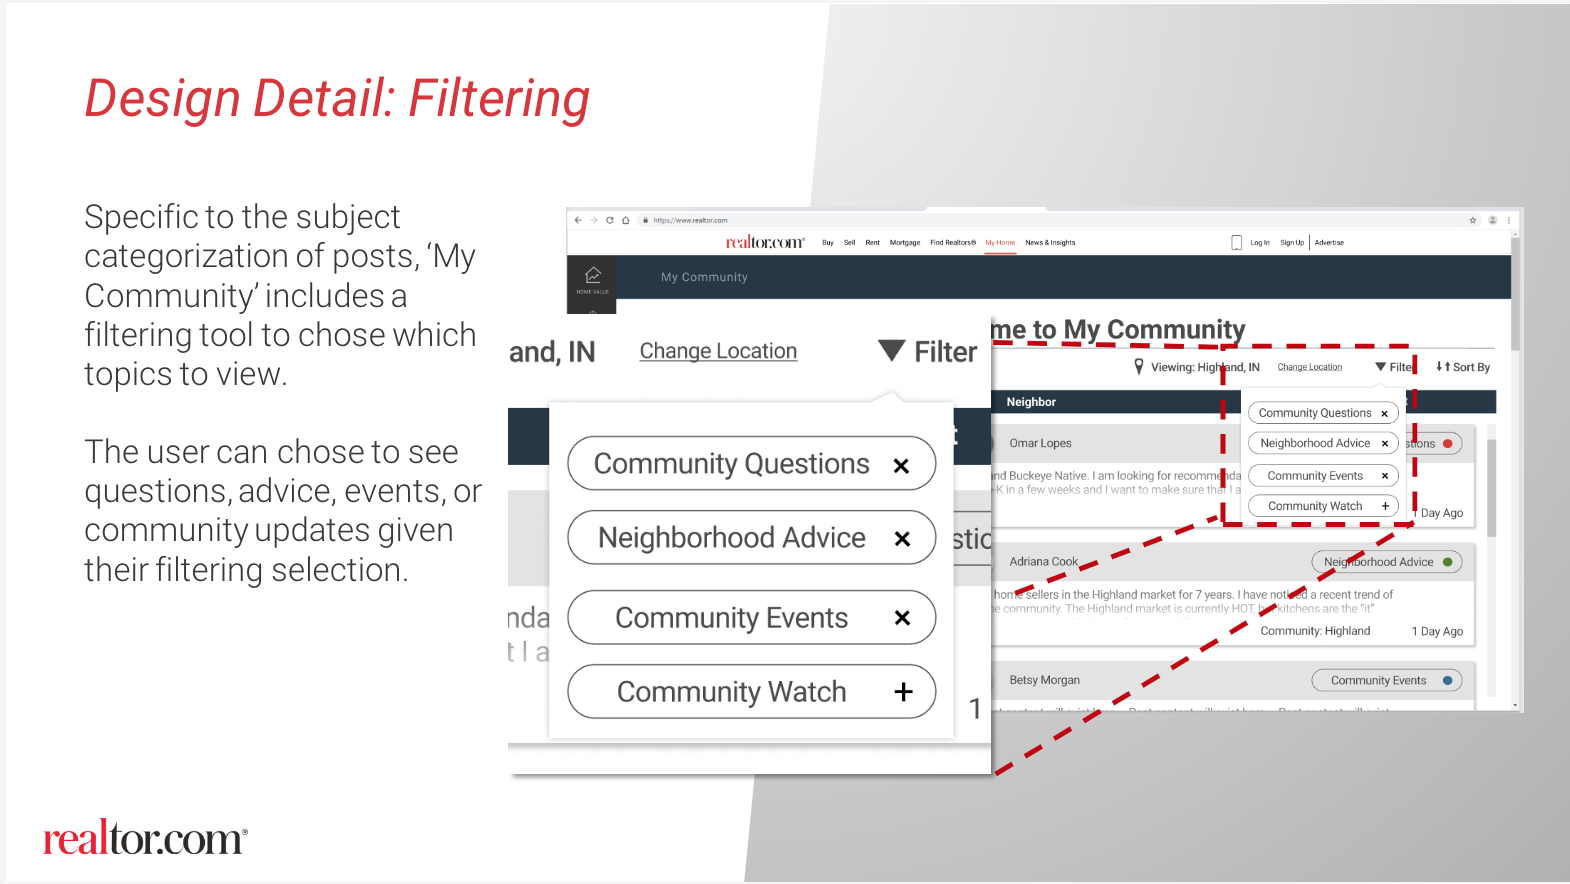 Design Detail: Filtering
Specific to the subject
categorization of posts, ‘My
Community’ includes a
filtering tool to chose which
topics to view.
The user can chose to see
questions, advice, events, or
community updates given
their filtering selection.
realtor.com®
https://www.realtor.com
realtor.com® Buy Sell Rent Mortgage Find Realtors® My Home News & Insights Log In Sign Up Advertise
HOME VALUE
My Community
me to My Community
Viewing: Highland, IN Change Location Filter Sort By
Neighbor
Community Questions ×
Neighborhood Advice ×
Community Events ×
Community Watch +
Omar Lopes stions
nd Buckeye Native. I am looking for recommenda
-K in a few weeks and I want to make sure that I a
1 Day Ago
Adriana Cook Neighborhood Advice
home sellers in the Highland market for 7 years. I have noticed a recent trend of
e community. The Highland market is currently HOT, but kitchens are the "it"
Community: Highland 1 Day Ago
Betsy Morgan Community Events
and, IN Change Location Filter
t
Community Questions ×
Neighborhood Advice ×
stio
Community Events ×
nda
t I a
Community Watch +
1